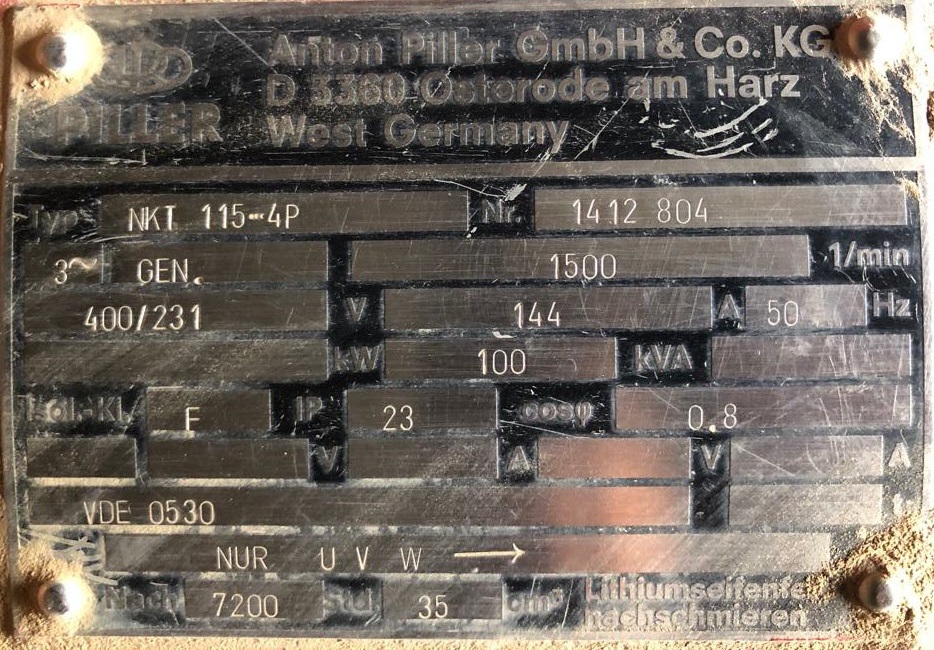 PILLER
Anton Piller GmbH & Co. KG
D 3360 Osterode am Harz
West Germany
Typ NKT 115-4P Nr. 1412 804
3~ GEN. 1500 1/min
400/231 V 144 A 50 Hz
kW 100 kVA
Isol.-Kl. F IP 23 cosφ 0.8
V A V A
VDE 0530
NUR U V W →
Nach 7200 Std 35 cm³ Lithiumseifenfe
nachschmieren